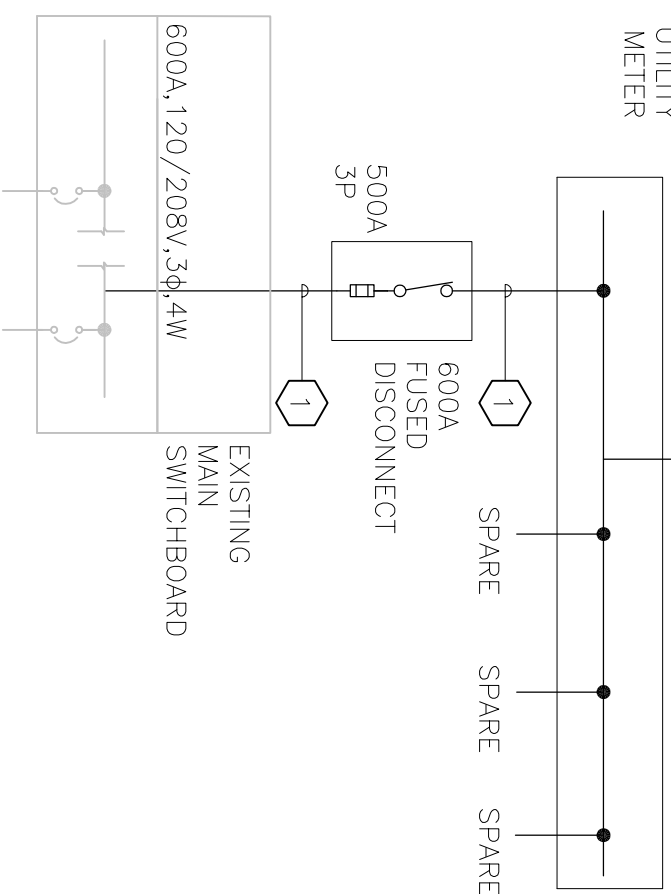 UTILITY
METER
500A
3P
600A
FUSED
DISCONNECT
1
1
SPARE
SPARE
SPARE
600A,120/208V,3ϕ,4W
EXISTING
MAIN
SWITCHBOARD